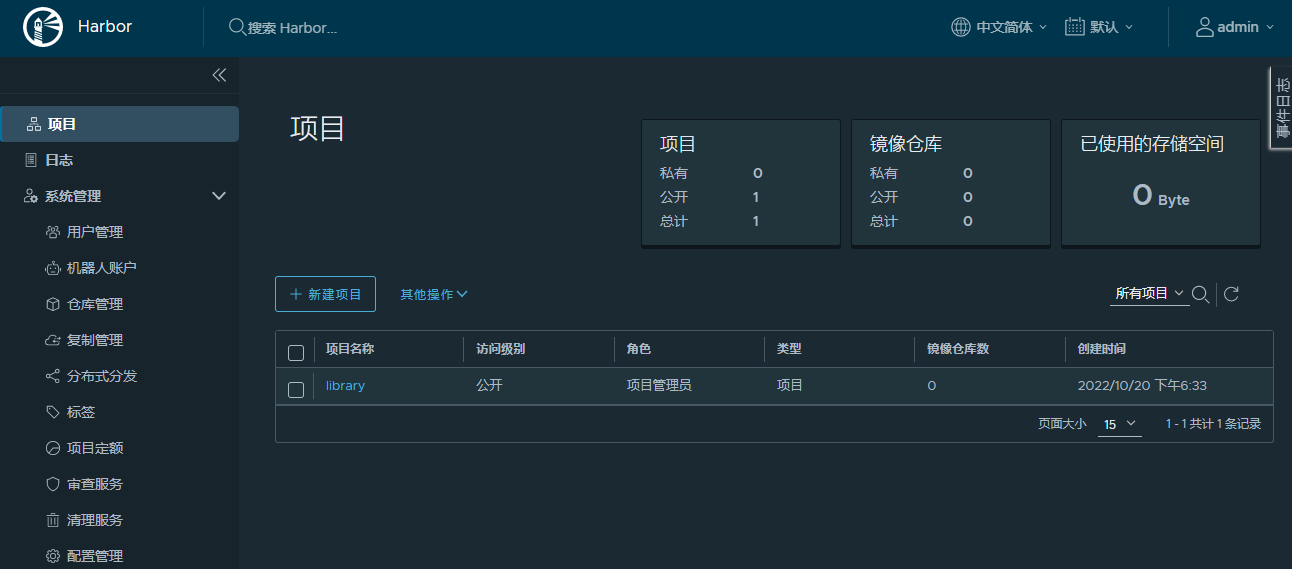 Harbor
搜索 Harbor...
中文简体
默认
admin
事件日志
项目
日志
系统管理
用户管理
机器人账户
仓库管理
复制管理
分布式分发
标签
项目定额
审查服务
清理服务
配置管理
项目
项目
私有 0
公开 1
总计 1
镜像仓库
私有 0
公开 0
总计 0
已使用的存储空间
0 Byte
新建项目
其他操作
所有项目
项目名称 访问级别 角色 类型 镜像仓库数 创建时间
library 公开 项目管理员 项目 0 2022/10/20 下午6:33
页面大小 15 1 - 1 共计 1 条记录